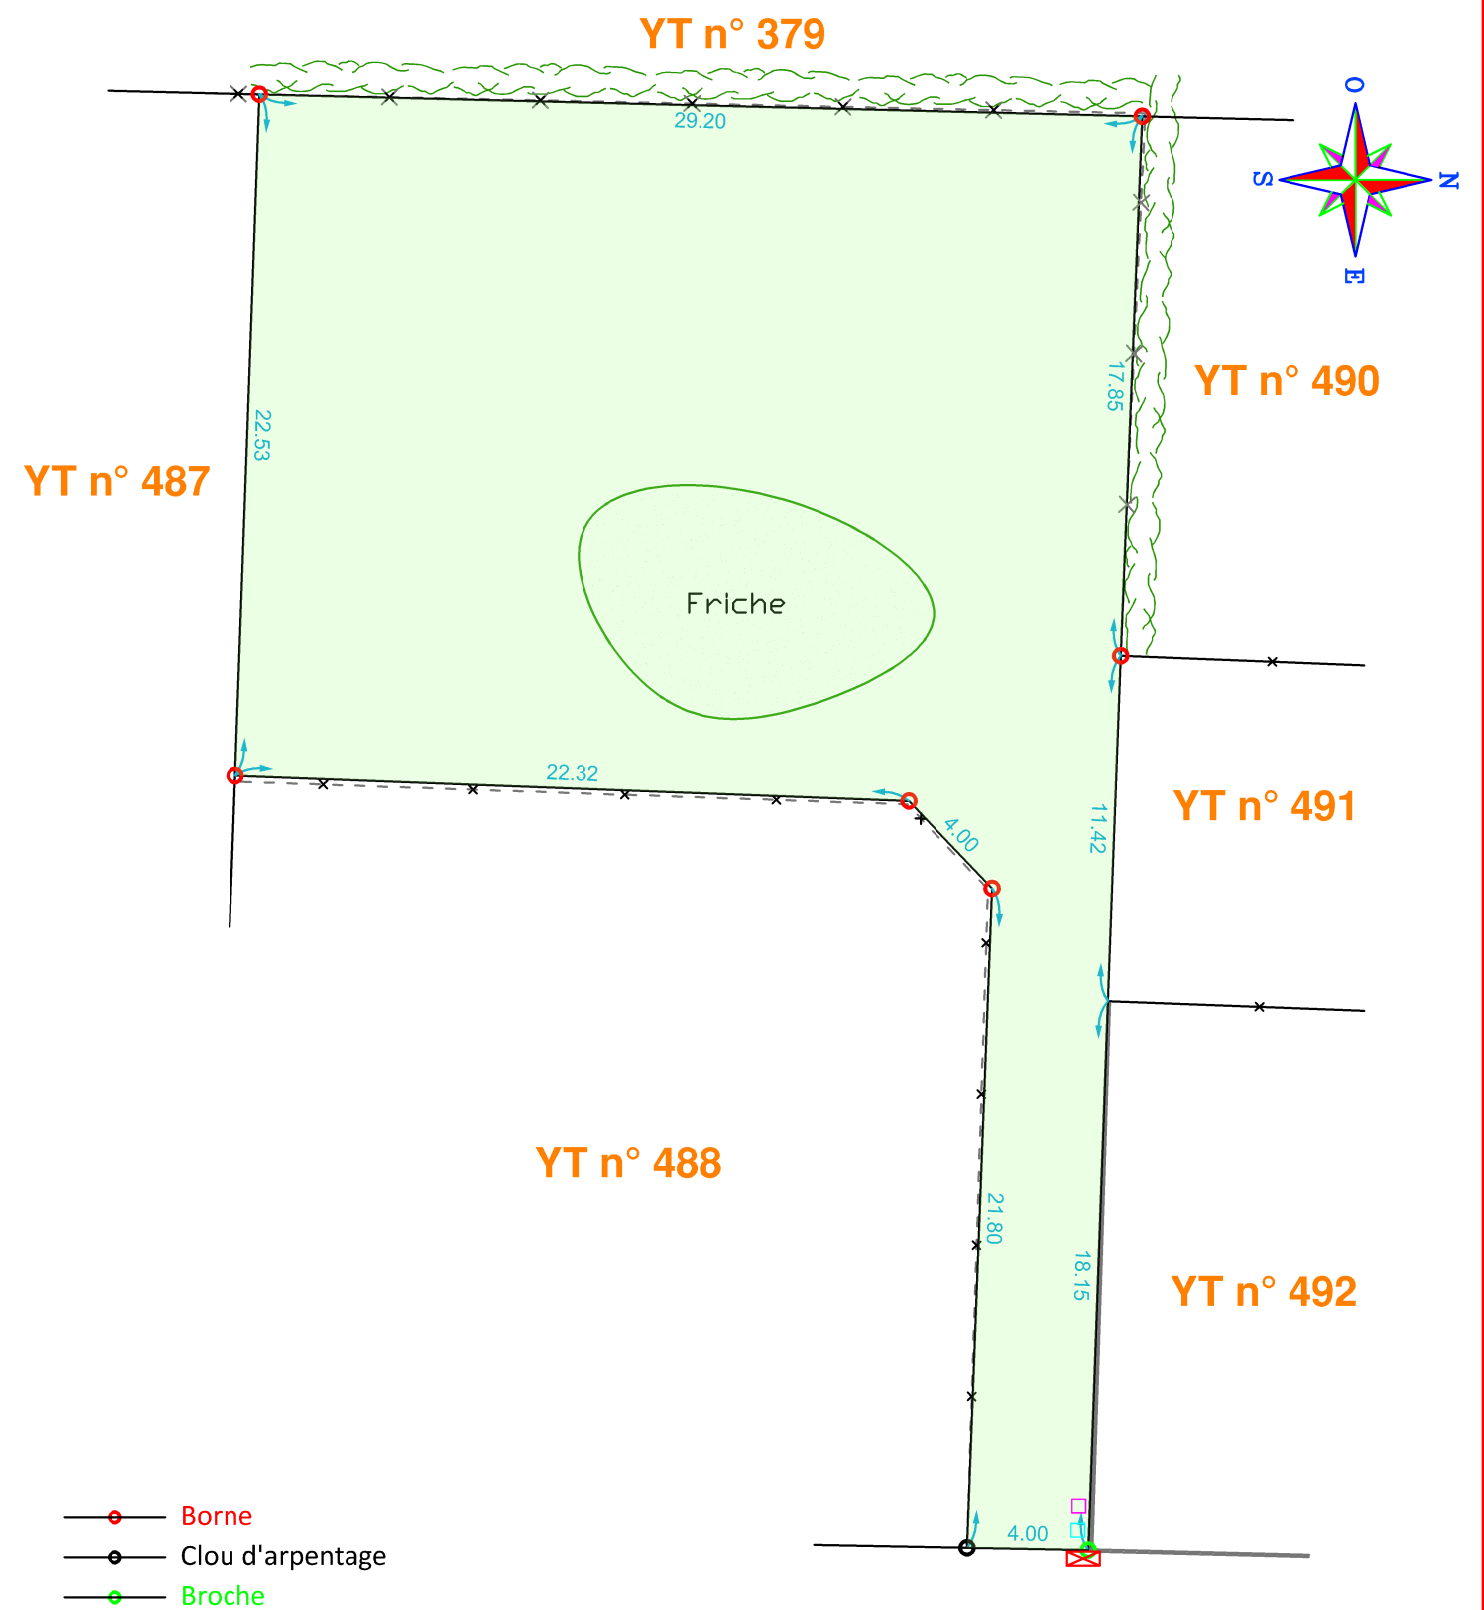 YT n° 379
O
29.20
S
N
E
17.85
YT n° 490
22.53
YT n° 487
Friche
22.32
4.00
11.42
YT n° 491
YT n° 488
21.80
18.15
YT n° 492
4.00
Borne
Clou d'arpentage
Broche